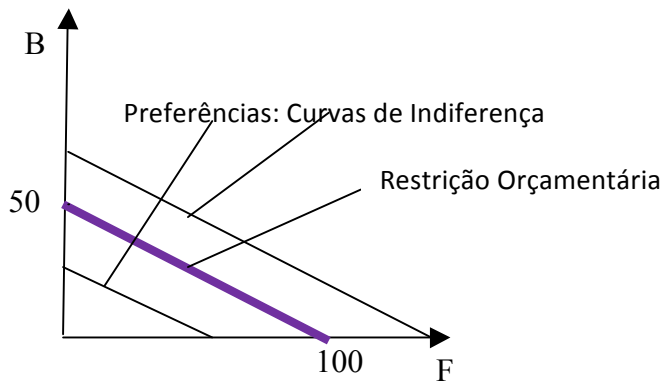 B
Preferências: Curvas de Indiferença
Restrição Orçamentária
50
100
F